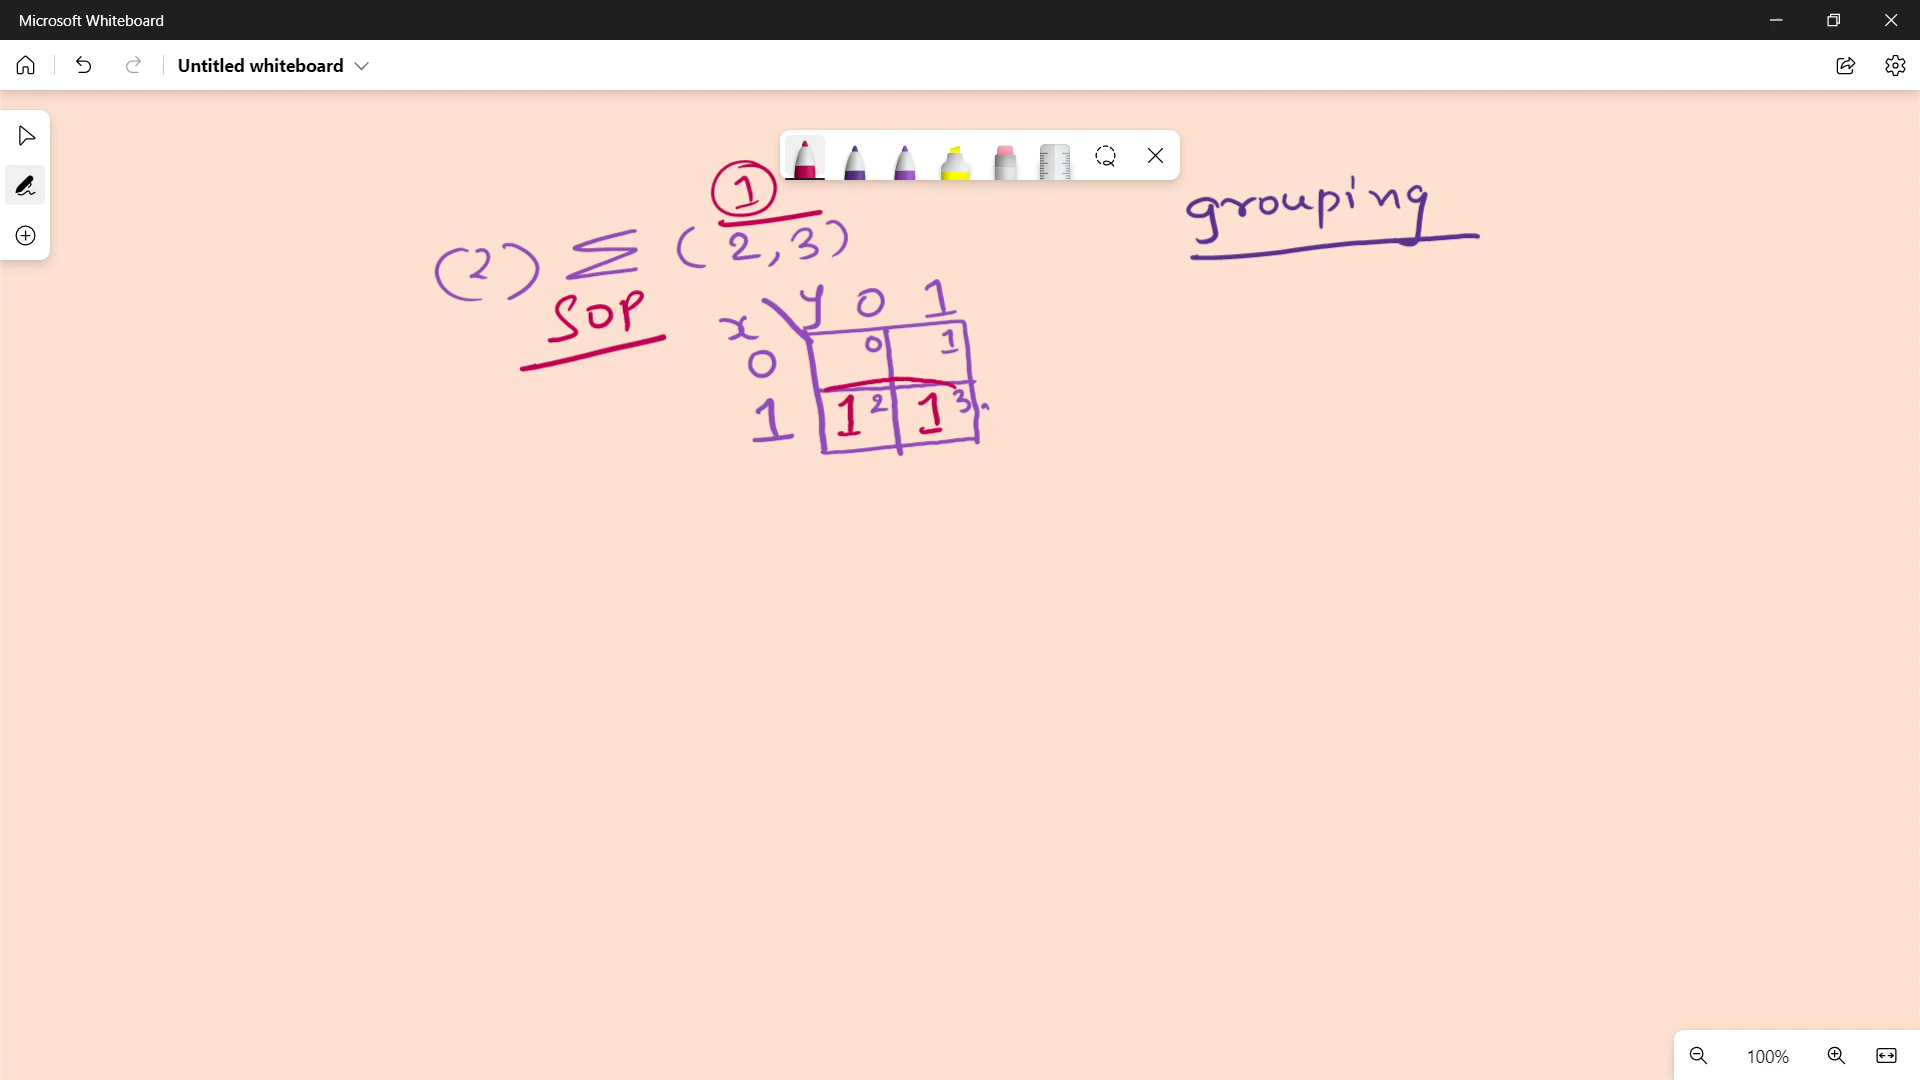 Microsoft Whiteboard
Untitled whiteboard
1
grouping
(2) Σ (2,3)
SOP
x y 0 1
0 0 1
1 1 2 1 3
100%